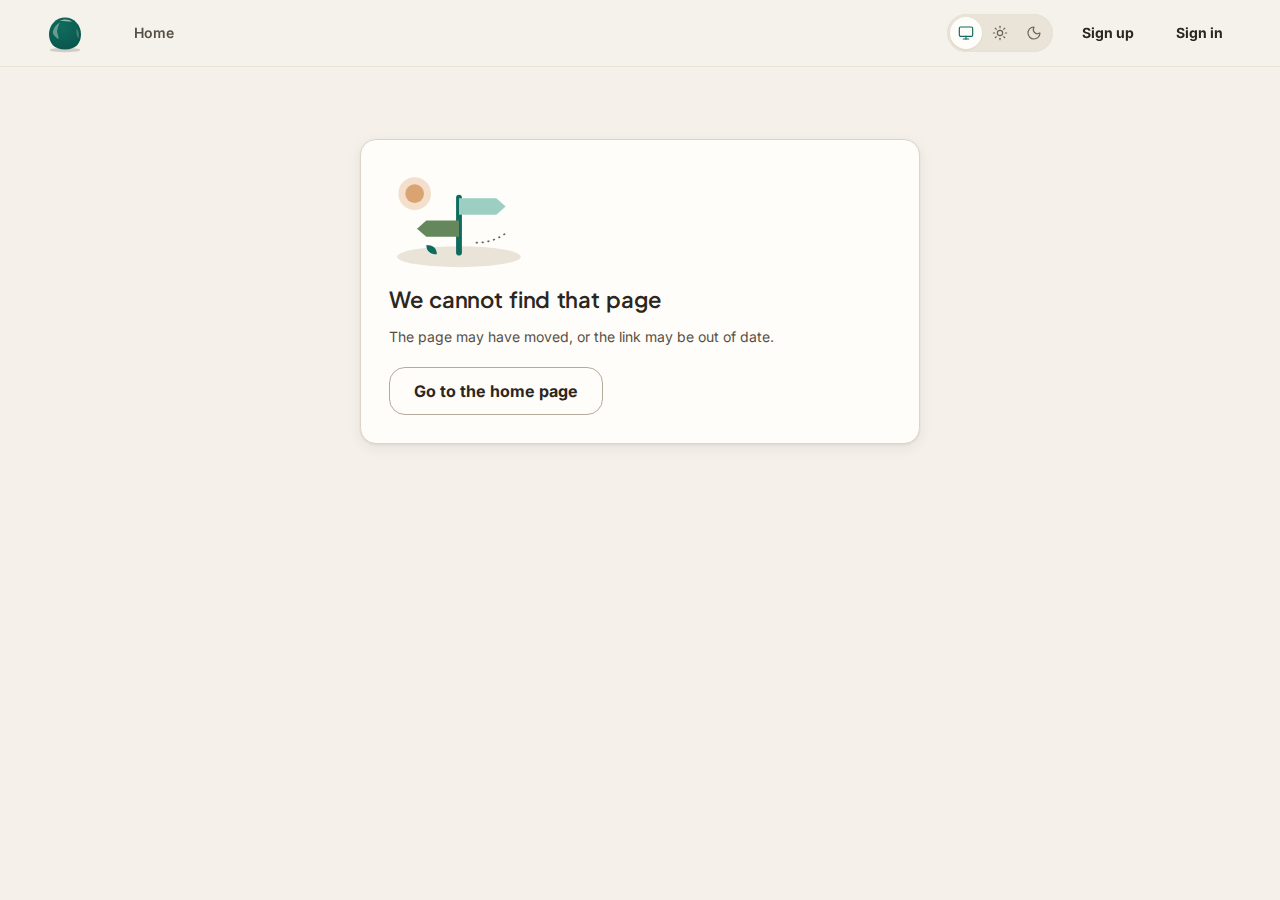 Home
Sign up
Sign in
We cannot find that page
The page may have moved, or the link may be out of date.
Go to the home page